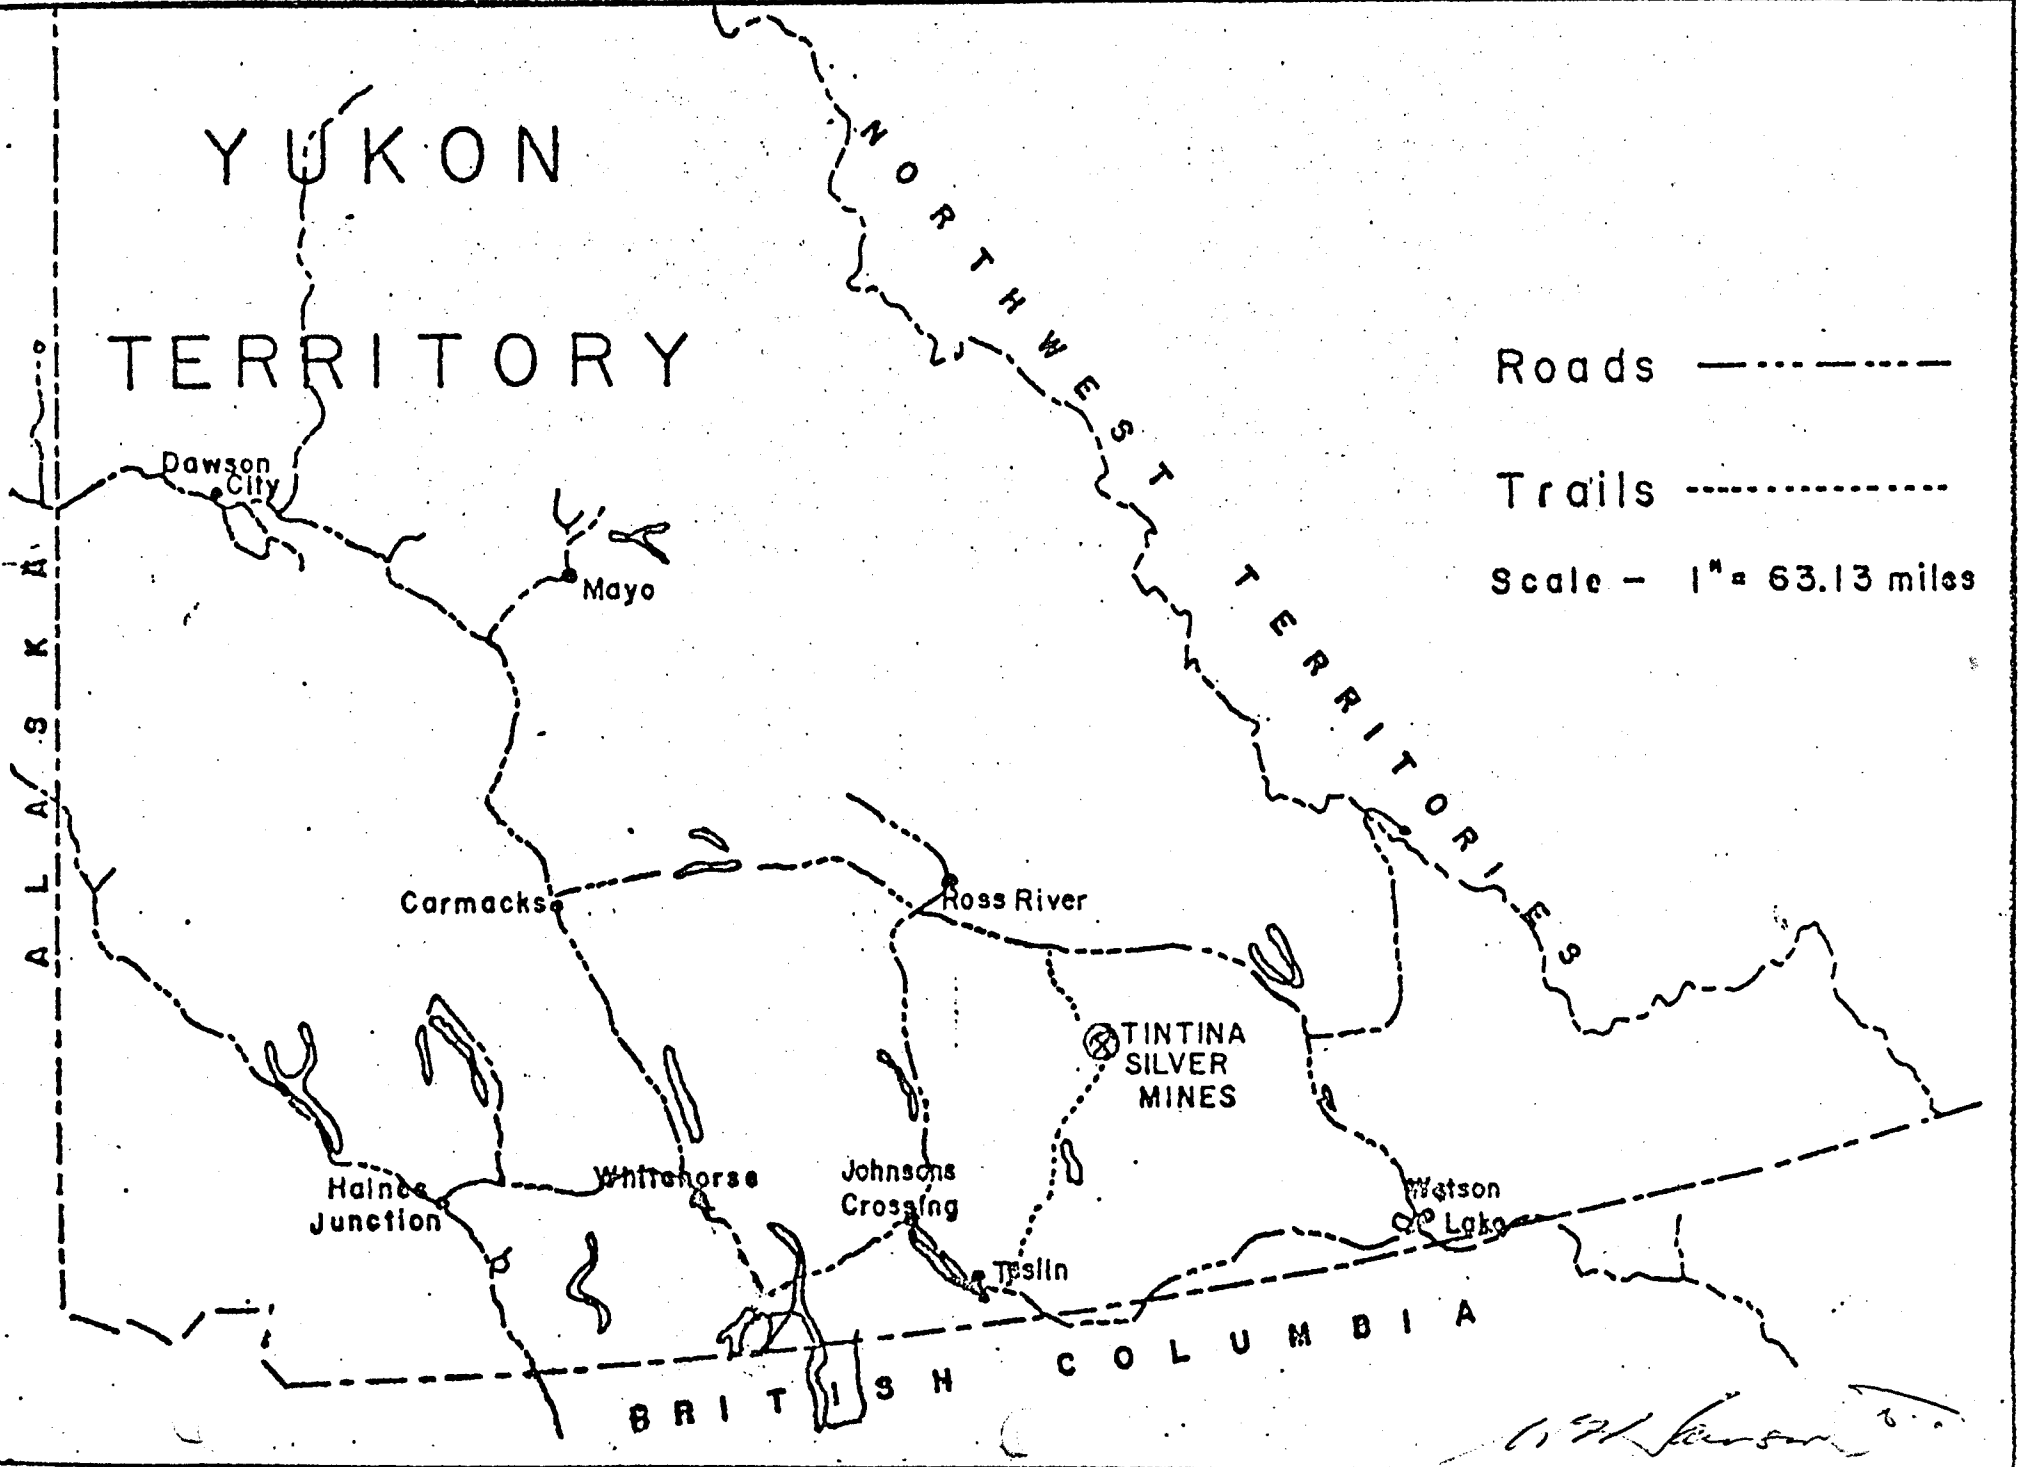 YUKON
TERRITORY
NORTHWEST TERRITORIES
Roads
Trails
Scale - 1" = 63.13 miles
ALASKA
Dawson
City
Mayo
Carmacks
Ross River
TINTINA
SILVER
MINES
Haines
Junction
Whitehorse
Johnsons
Crossing
Teslin
Watson
Lake
BRITISH COLUMBIA